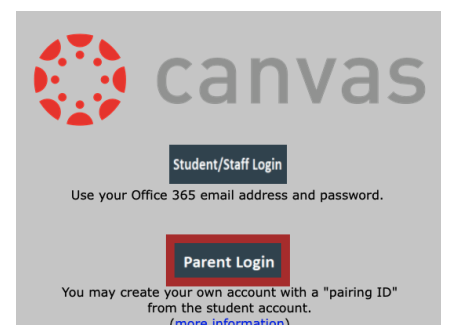 canvas
Student/Staff Login
Use your Office 365 email address and password.
Parent Login
You may create your own account with a "pairing ID"
from the student account.
(more information)